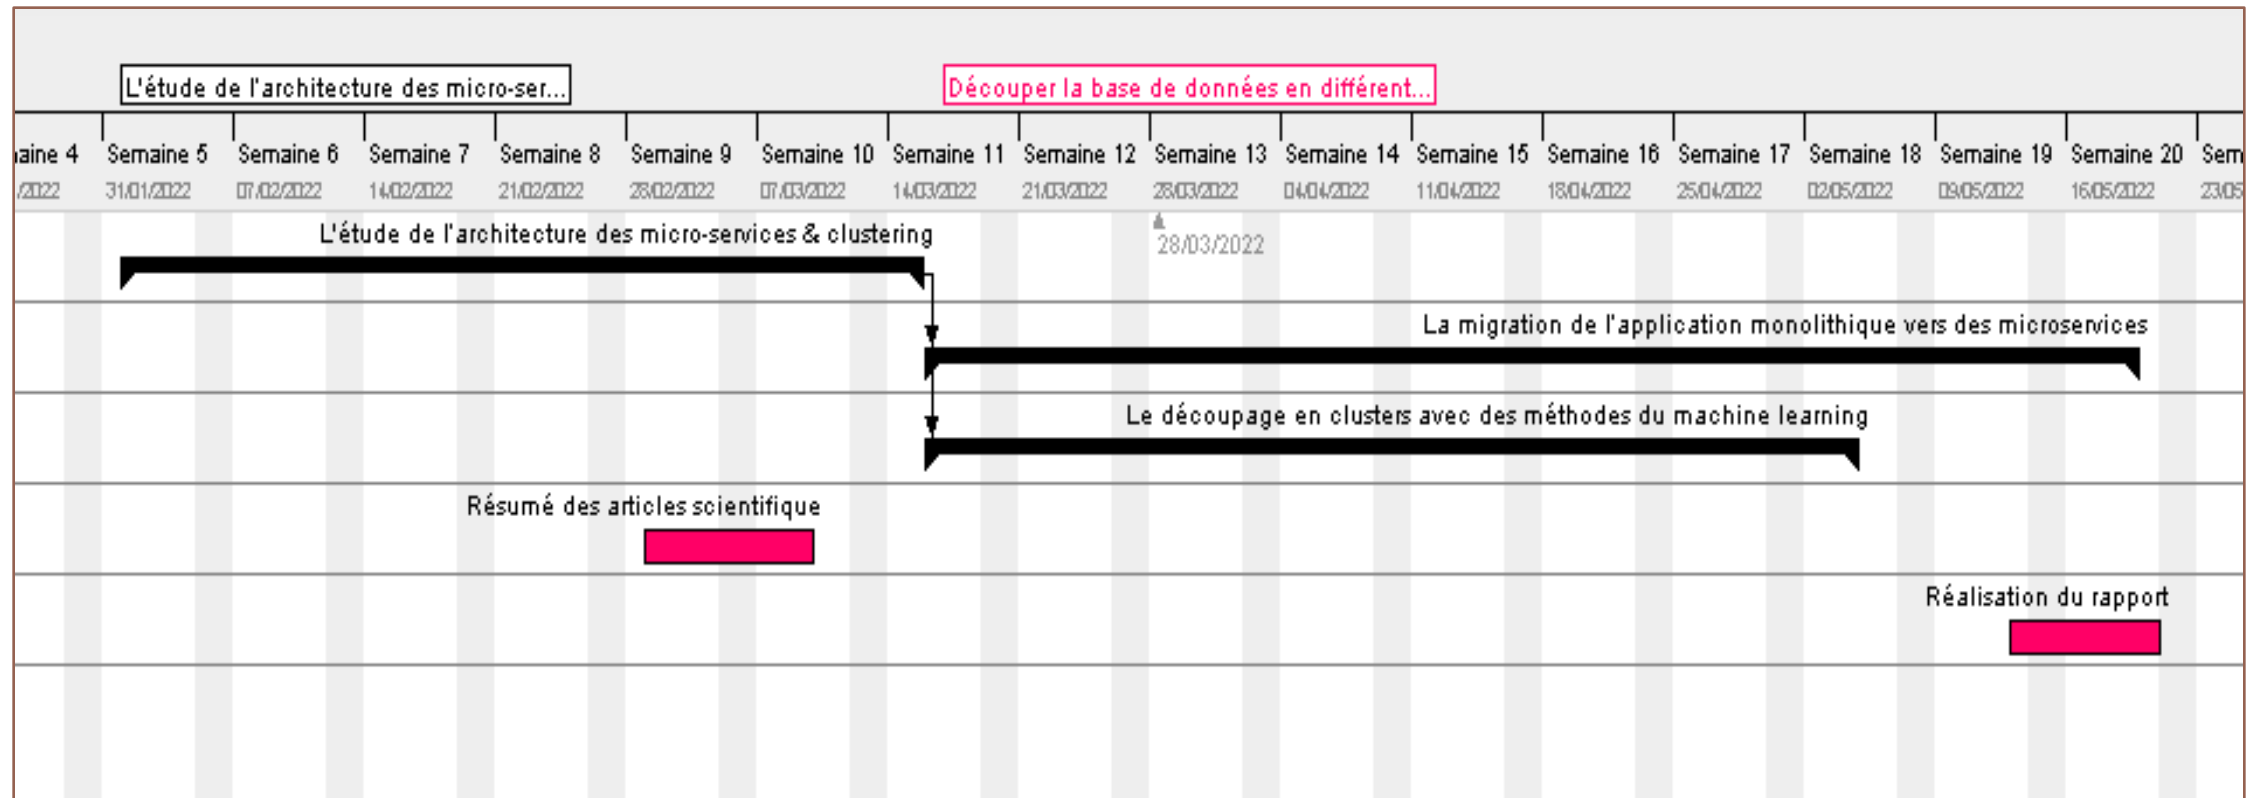 L'étude de l'architecture des micro-ser...
Découper la base de données en différent...
aine 4 Semaine 5 Semaine 6 Semaine 7 Semaine 8 Semaine 9 Semaine 10 Semaine 11 Semaine 12 Semaine 13 Semaine 14 Semaine 15 Semaine 16 Semaine 17 Semaine 18 Semaine 19 Semaine 20 Sem
/2022 31/01/2022 07/02/2022 14/02/2022 21/02/2022 28/02/2022 07/03/2022 14/03/2022 21/03/2022 28/03/2022 04/04/2022 11/04/2022 18/04/2022 25/04/2022 02/05/2022 09/05/2022 16/05/2022 23/05
L'étude de l'architecture des micro-services & clustering
28/03/2022
La migration de l'application monolithique vers des microservices
Le découpage en clusters avec des méthodes du machine learning
Résumé des articles scientifique
Réalisation du rapport